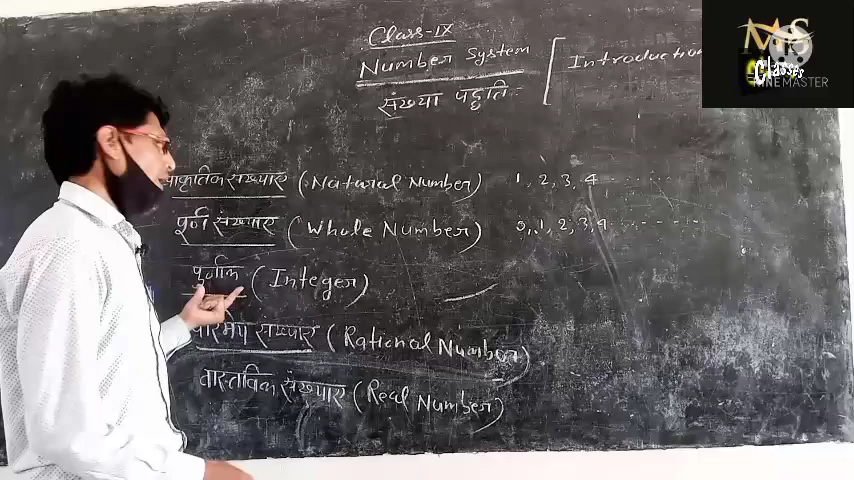 Class-IX
Number System [ Introduction
संख्या पद्धति
MS
Classes
KINEMASTER
प्राकृतिक संख्याए (Natural Number) 1, 2, 3, 4
पूर्ण संख्याए (Whole Number) 0, 1, 2, 3, 4
पूर्णांक (Integer)
संख्याए (Rational Number)
वास्तविक संख्याए (Real Number)